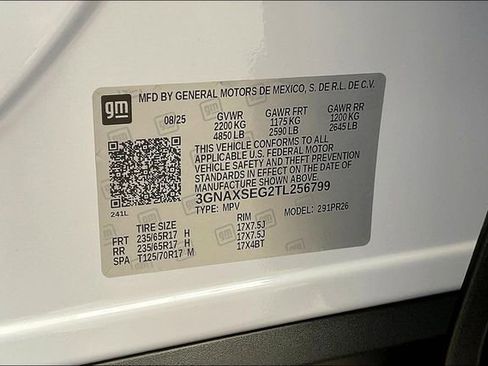 gm
MFD BY GENERAL MOTORS DE MEXICO, S. DE R.L. DE C.V.
08/25 GVWR GAWR FRT GAWR RR
2200 KG 1175 KG 1200 KG
4850 LB 2590 LB 2645 LB
THIS VEHICLE CONFORMS TO ALL
APPLICABLE U.S. FEDERAL MOTOR
VEHICLE SAFETY AND THEFT PREVENTION
STANDARDS IN EFFECT ON THE DATE OF
MANUFACTURE SHOWN ABOVE.
3GNAXSEG2TL256799
241L
TYPE: MPV MODEL: 291PR26
TIRE SIZE RIM
FRT 235/65R17 H 17X7.5J
RR 235/65R17 H 17X7.5J
SPA T125/70R17 M 17X4BT